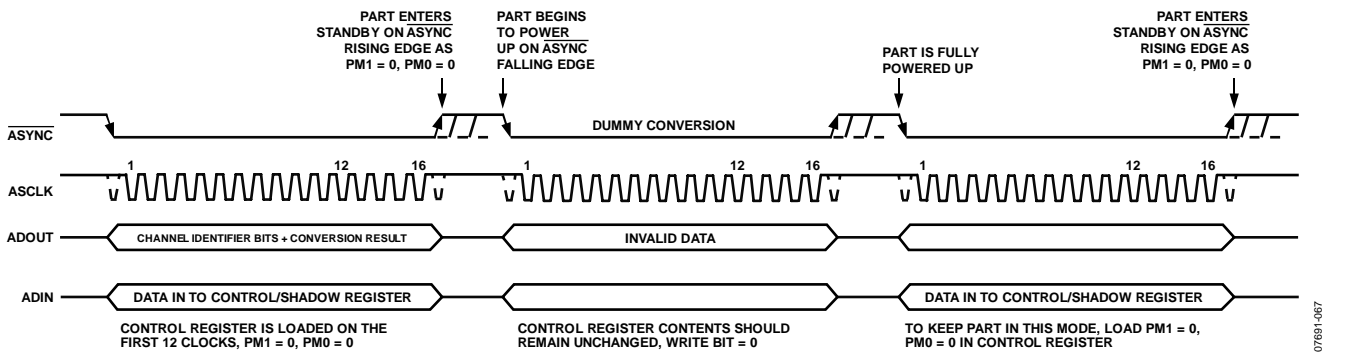 PART ENTERS
STANDBY ON ASYNC
RISING EDGE AS
PM1 = 0, PM0 = 0
PART BEGINS
TO POWER
UP ON ASYNC
FALLING EDGE
PART IS FULLY
POWERED UP
PART ENTERS
STANDBY ON ASYNC
RISING EDGE AS
PM1 = 0, PM0 = 0
ASYNC
DUMMY CONVERSION
ASCLK
1 12 16
1 12 16
1 12 16
ADOUT
CHANNEL IDENTIFIER BITS + CONVERSION RESULT
INVALID DATA
ADIN
DATA IN TO CONTROL/SHADOW REGISTER
DATA IN TO CONTROL/SHADOW REGISTER
CONTROL REGISTER IS LOADED ON THE
FIRST 12 CLOCKS, PM1 = 0, PM0 = 0
CONTROL REGISTER CONTENTS SHOULD
REMAIN UNCHANGED, WRITE BIT = 0
TO KEEP PART IN THIS MODE, LOAD PM1 = 0,
PM0 = 0 IN CONTROL REGISTER
07691-067